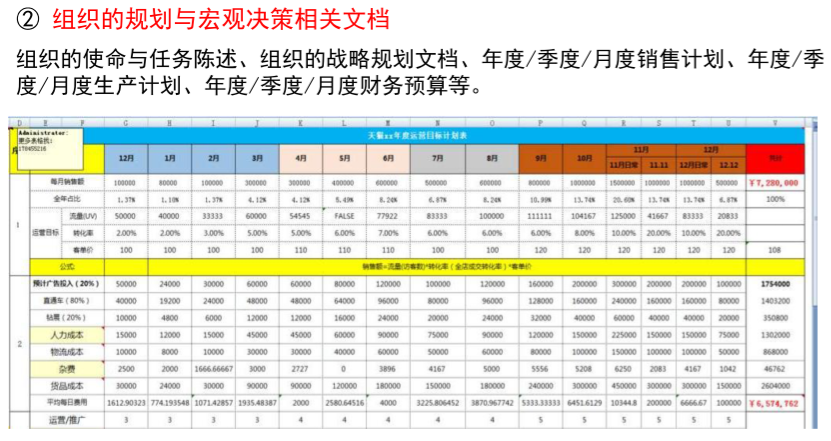 ② 组织的规划与宏观决策相关文档
组织的使命与任务陈述、组织的战略规划文档、年度/季度/月度销售计划、年度/季
度/月度生产计划、年度/季度/月度财务预算等。
D E F G H I J K L M N O P Q R S T U V
Administrator:
更多表格找:
天猫xx年度运营目标计划表
12月 1月 2月 3月 4月 5月 6月 7月 8月 9月 10月 11月 12月
11月日常 11.11 12月日常 12.12
每月销售额 100000 80000 100000 300000 300000 400000 600000 500000 600000 800000 1000000 1500000 1000000 1000000 500000 ¥7,280,000
全年占比 1.37% 1.10% 1.37% 4.12% 4.12% 5.49% 8.24% 6.87% 8.24% 10.99% 13.74% 20.60% 13.74% 13.74% 6.87% 100%
1 运营目标 流量(UV) 50000 40000 33333 60000 54545 FALSE 77922 83333 100000 111111 104167 125000 41667 83333 20833
转化率 2.00% 2.00% 3.00% 5.00% 5.00% 6.00% 7.00% 6.00% 6.00% 6.00% 8.00% 10.00% 20.00% 10.00% 20.00%
客单价 100 100 100 100 110 110 110 100 100 120 120 120 120 120 120 108
公式: 销售额=流量(访客数)*转化率(全店成交转化率)*客单价
预计广告投入(20%) 50000 24000 30000 60000 60000 80000 120000 100000 120000 160000 200000 300000 200000 200000 100000 1754000
直通车(80%) 40000 19200 24000 48000 48000 64000 96000 80000 96000 128000 160000 240000 160000 160000 80000 1403200
钻展(20%) 10000 4800 6000 12000 12000 16000 24000 20000 24000 32000 40000 60000 40000 40000 20000 350800
2 人力成本 15000 12000 15000 45000 45000 60000 90000 75000 90000 120000 150000 225000 150000 150000 75000 1302000
物流成本 10000 8000 10000 30000 30000 40000 60000 50000 60000 80000 100000 150000 100000 100000 50000 868000
杂费 2500 2000 1666.66667 3000 2727 0 3896 4167 5000 5556 5208 6250 2083 4167 1042 46762
货品成本 30000 24000 30000 90000 90000 120000 180000 150000 180000 240000 300000 450000 300000 300000 150000 2604000
平均每日费用 1612.90323 774.193548 1071.42857 1935.48387 2000 2580.64516 4000 3225.806452 3870.967742 5333.33333 6451.6129 10344.8 200000 6666.67 100000 ¥6,574,762
运营/推广 3 3 3 3 4 4 4 4 4 5 5 5 5 5 5